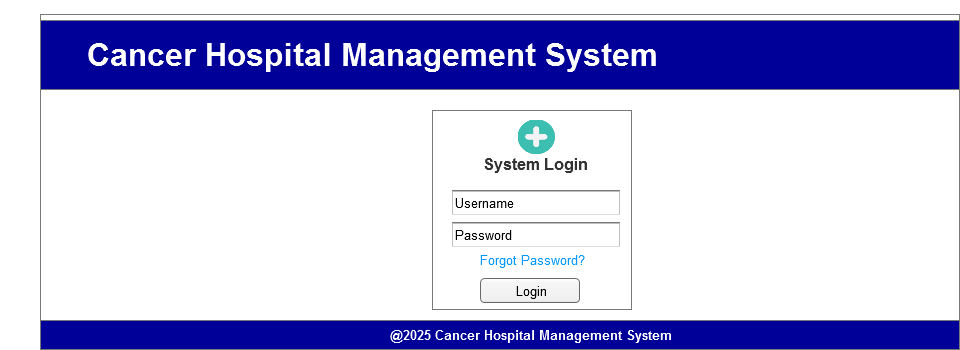 Cancer Hospital Management System
System Login
Username
Password
Forgot Password?
Login
@2025 Cancer Hospital Management System